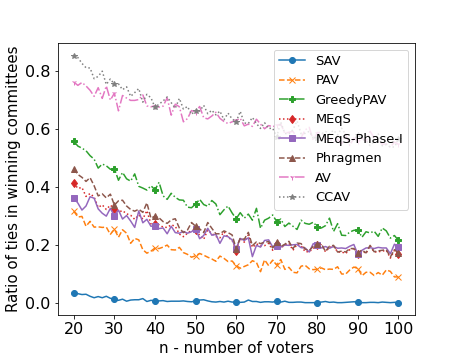 Ratio of ties in winning committees
0.8
0.6
0.4
0.2
0.0
SAV
PAV
GreedyPAV
MEqS
MEqS-Phase-I
Phragmen
AV
CCAV
20 30 40 50 60 70 80 90 100
n - number of voters